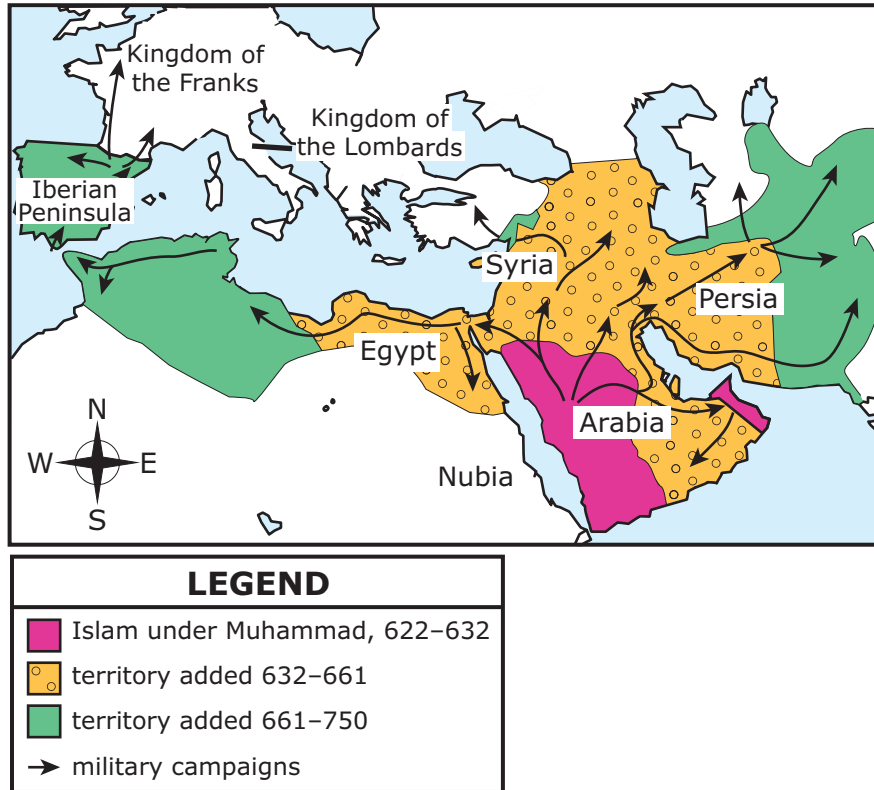 Kingdom of
the Franks
Kingdom of
the Lombards
Iberian
Peninsula
Syria
Persia
Egypt
Arabia
Nubia
N
W E
S
LEGEND
Islam under Muhammad, 622–632
territory added 632–661
territory added 661–750
military campaigns